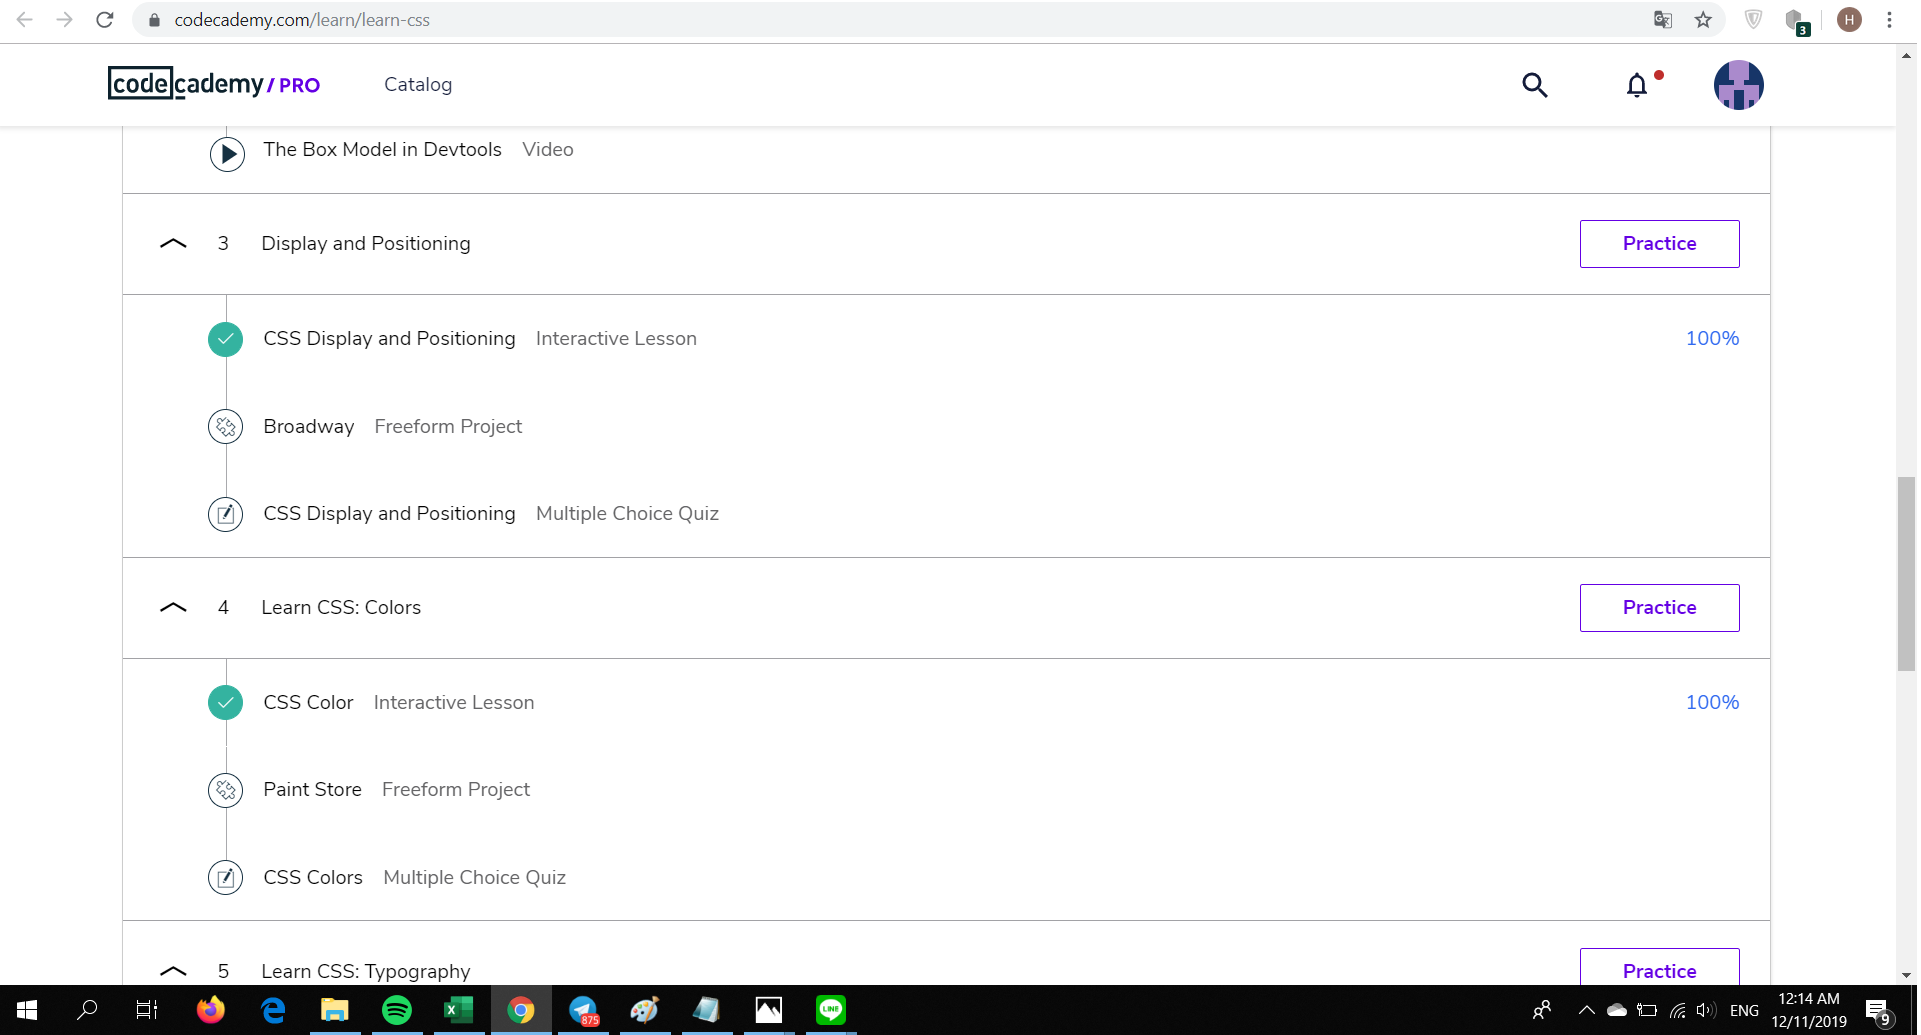 codecademy.com/learn/learn-css
3
H
codecademy / PRO
Catalog
The Box Model in Devtools Video
3 Display and Positioning Practice
CSS Display and Positioning Interactive Lesson 100%
Broadway Freeform Project
CSS Display and Positioning Multiple Choice Quiz
4 Learn CSS: Colors Practice
CSS Color Interactive Lesson 100%
Paint Store Freeform Project
CSS Colors Multiple Choice Quiz
5 Learn CSS: Typography Practice
875
LINE
ENG
12:14 AM
12/11/2019
9